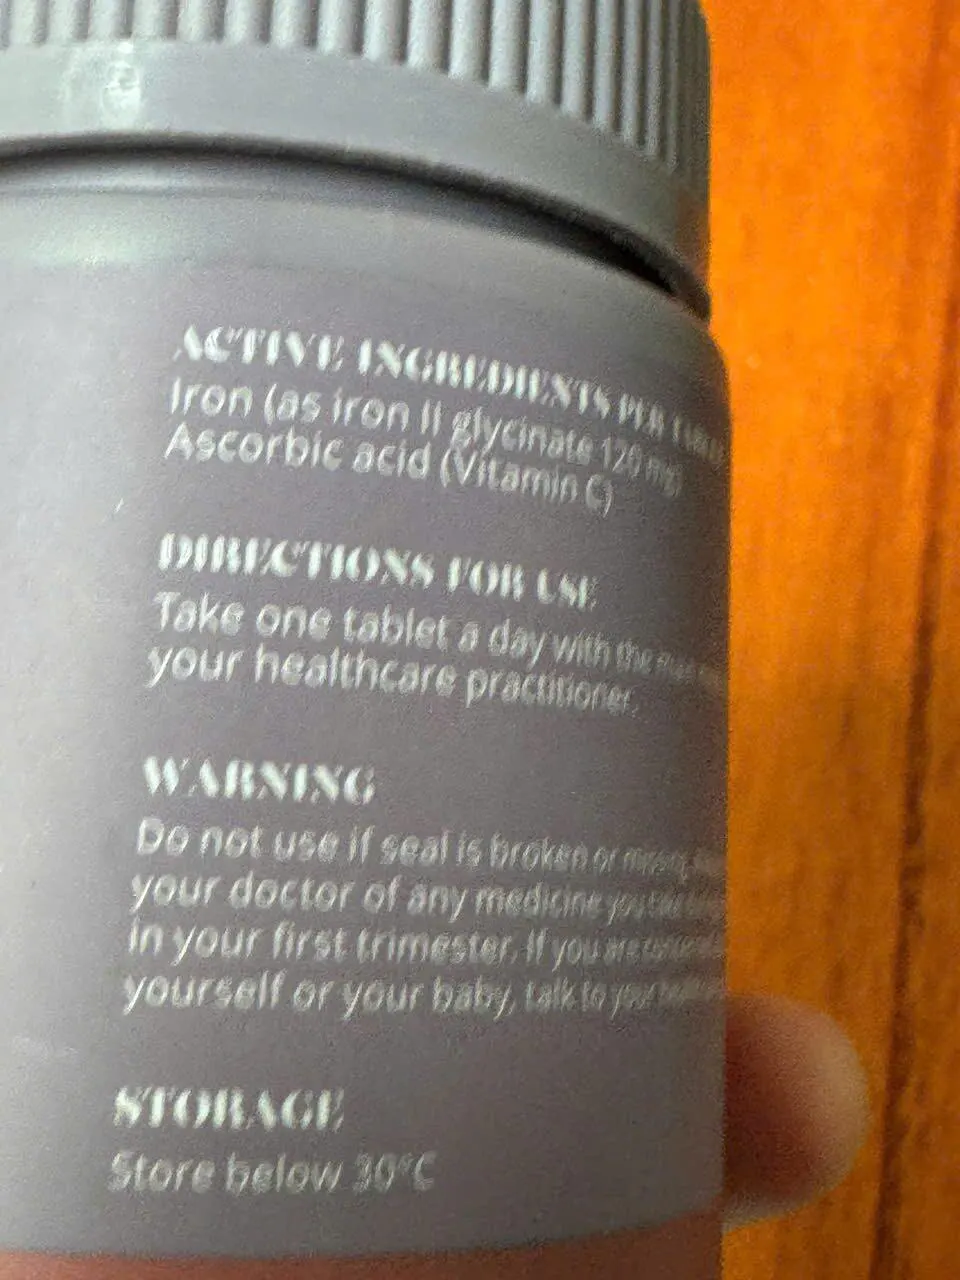 ACTIVE INGREDIENTS PER
Iron (as iron II glycinate 120 mg)
Ascorbic acid (Vitamin C)
DIRECTIONS FOR USE
Take one tablet a day with the
your healthcare practitioner.
WARNING
Do not use if seal is broken or
your doctor of any medicine you
in your first trimester. If you are
yourself or your baby, talk to your
STORAGE
Store below 30°C